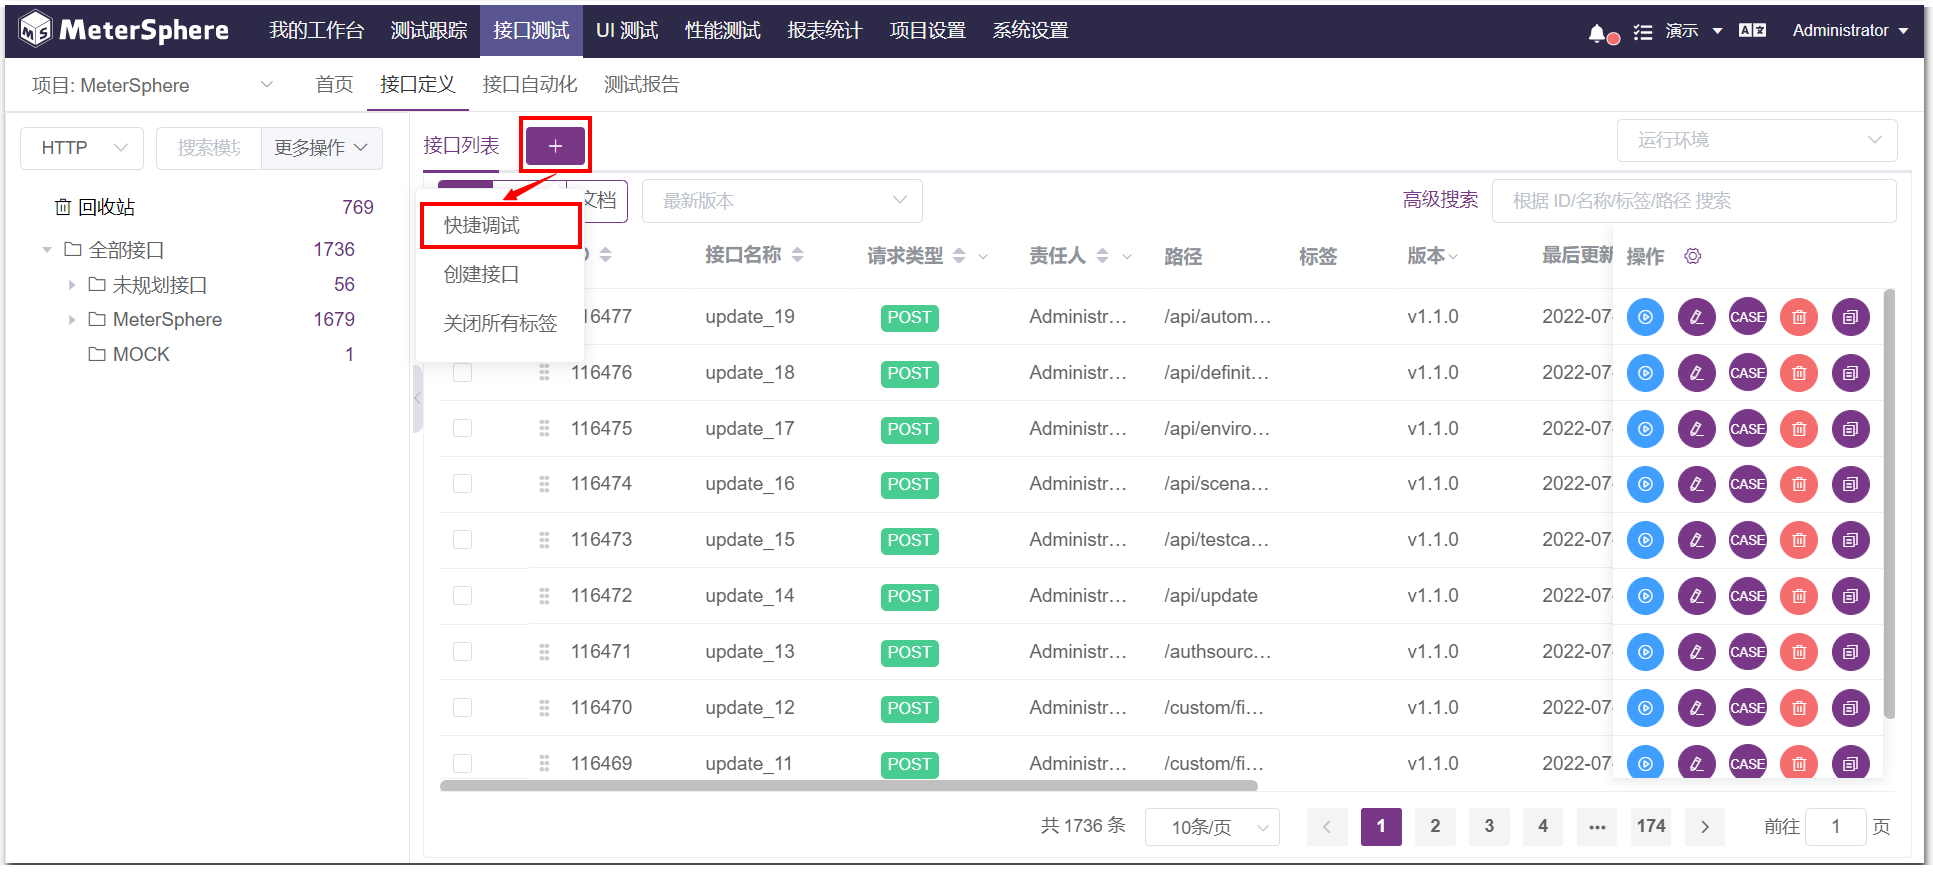 MeterSphere 我的工作台 测试跟踪 接口测试 UI 测试 性能测试 报表统计 项目设置 系统设置 演示 Administrator
项目: MeterSphere 首页 接口定义 接口自动化 测试报告
HTTP 搜索模块 更多操作 接口列表 + 运行环境
文档 最新版本 高级搜索 根据 ID/名称/标签/路径 搜索
回收站 769
全部接口 1736
未规划接口 56
MeterSphere 1679
MOCK 1
快捷调试
创建接口
关闭所有标签
接口名称 请求类型 责任人 路径 标签 版本 最后更新 操作
16477 update_19 POST Administr... /api/autom... v1.1.0 2022-07- CASE
116476 update_18 POST Administr... /api/definit... v1.1.0 2022-07- CASE
116475 update_17 POST Administr... /api/enviro... v1.1.0 2022-07- CASE
116474 update_16 POST Administr... /api/scena... v1.1.0 2022-07- CASE
116473 update_15 POST Administr... /api/testca... v1.1.0 2022-07- CASE
116472 update_14 POST Administr... /api/update v1.1.0 2022-07- CASE
116471 update_13 POST Administr... /authsourc... v1.1.0 2022-07- CASE
116470 update_12 POST Administr... /custom/fi... v1.1.0 2022-07- CASE
116469 update_11 POST Administr... /custom/fi... v1.1.0 2022-07- CASE
共 1736 条 10条/页 1 2 3 4 ... 174 前往 1 页